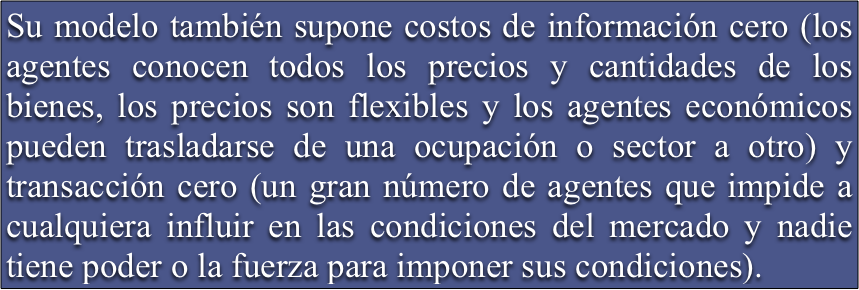 Su modelo también supone costos de información cero (los
agentes conocen todos los precios y cantidades de los
bienes, los precios son flexibles y los agentes económicos
pueden trasladarse de una ocupación o sector a otro) y
transacción cero (un gran número de agentes que impide a
cualquiera influir en las condiciones del mercado y nadie
tiene poder o la fuerza para imponer sus condiciones).